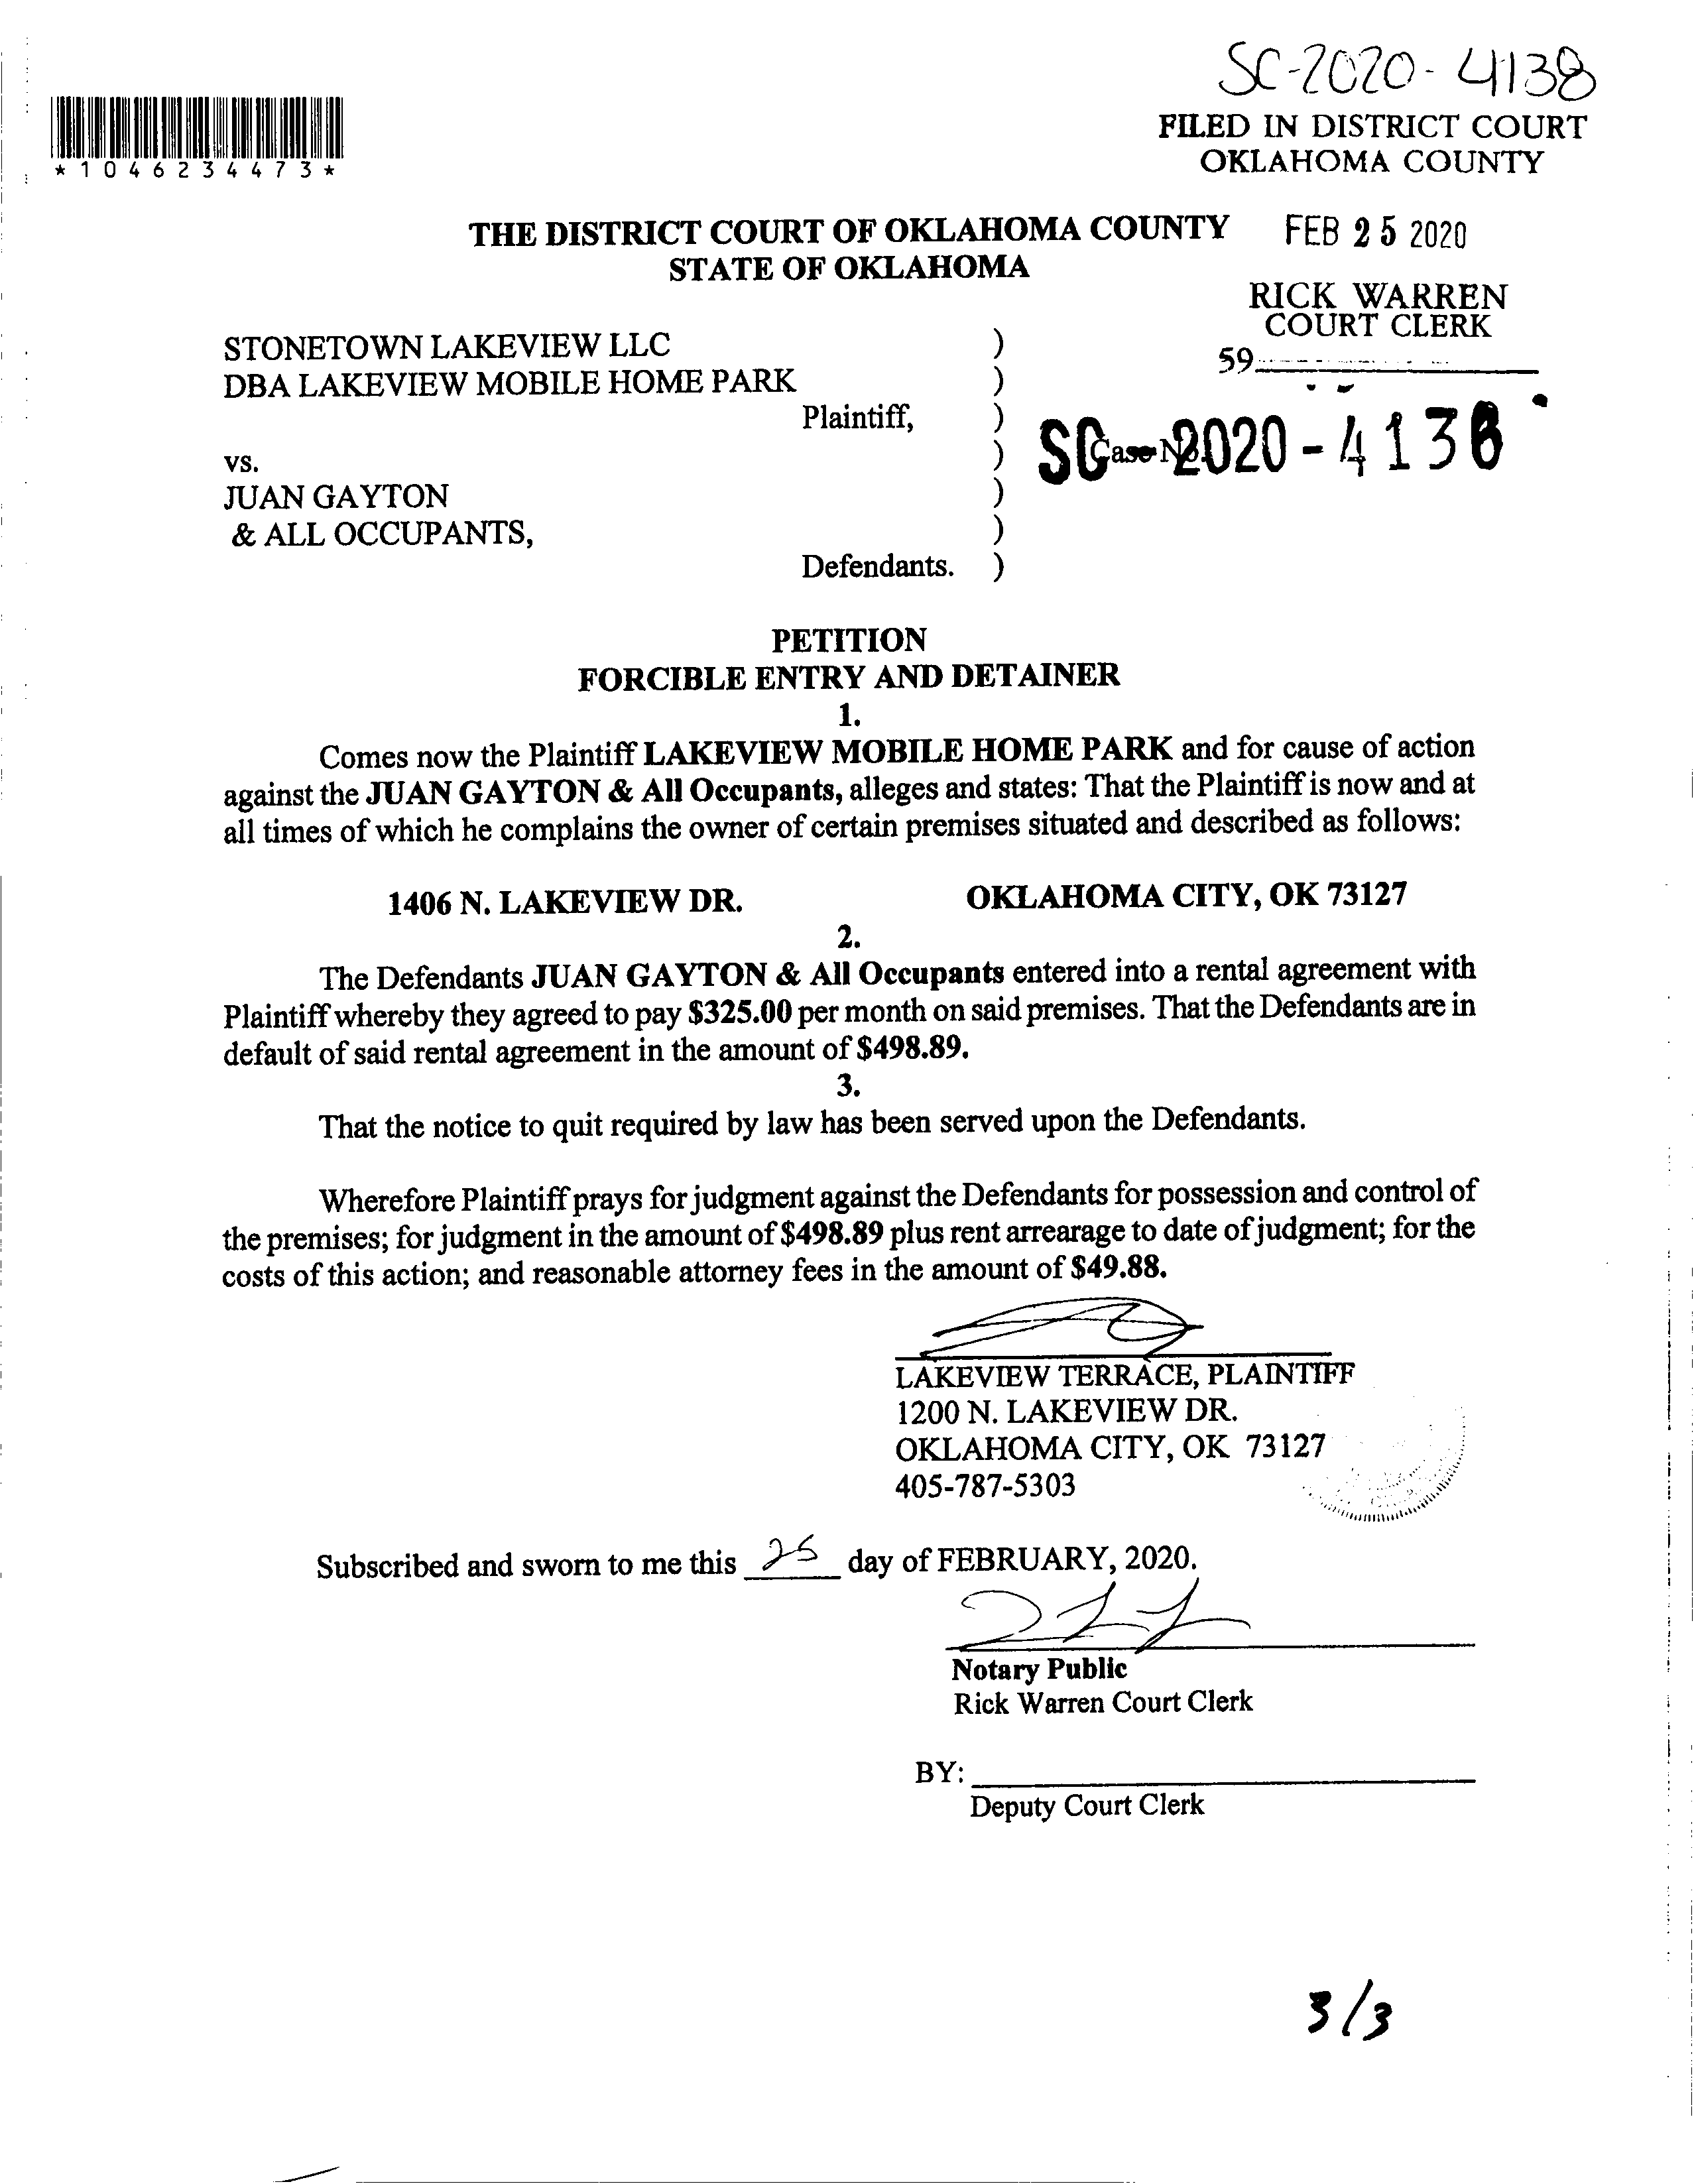 SC-2020-4138
FILED IN DISTRICT COURT
OKLAHOMA COUNTY
*1046234473*
THE DISTRICT COURT OF OKLAHOMA COUNTY
STATE OF OKLAHOMA
FEB 25 2020
RICK WARREN
COURT CLERK
59
STONETOWN LAKEVIEW LLC )
DBA LAKEVIEW MOBILE HOME PARK )
Plaintiff, )
vs. )
JUAN GAYTON )
& ALL OCCUPANTS, )
Defendants. )
Case No.
SC-2020-4138
PETITION
FORCIBLE ENTRY AND DETAINER
1.
Comes now the Plaintiff LAKEVIEW MOBILE HOME PARK and for cause of action
against the JUAN GAYTON & All Occupants, alleges and states: That the Plaintiff is now and at
all times of which he complains the owner of certain premises situated and described as follows:
1406 N. LAKEVIEW DR. OKLAHOMA CITY, OK 73127
2.
The Defendants JUAN GAYTON & All Occupants entered into a rental agreement with
Plaintiff whereby they agreed to pay $325.00 per month on said premises. That the Defendants are in
default of said rental agreement in the amount of $498.89.
3.
That the notice to quit required by law has been served upon the Defendants.
Wherefore Plaintiff prays for judgment against the Defendants for possession and control of
the premises; for judgment in the amount of $498.89 plus rent arrearage to date of judgment; for the
costs of this action; and reasonable attorney fees in the amount of $49.88.
LAKEVIEW TERRACE, PLAINTIFF
1200 N. LAKEVIEW DR.
OKLAHOMA CITY, OK 73127
405-787-5303
Subscribed and sworn to me this 25 day of FEBRUARY, 2020.
Notary Public
Rick Warren Court Clerk
BY:
Deputy Court Clerk
3/3